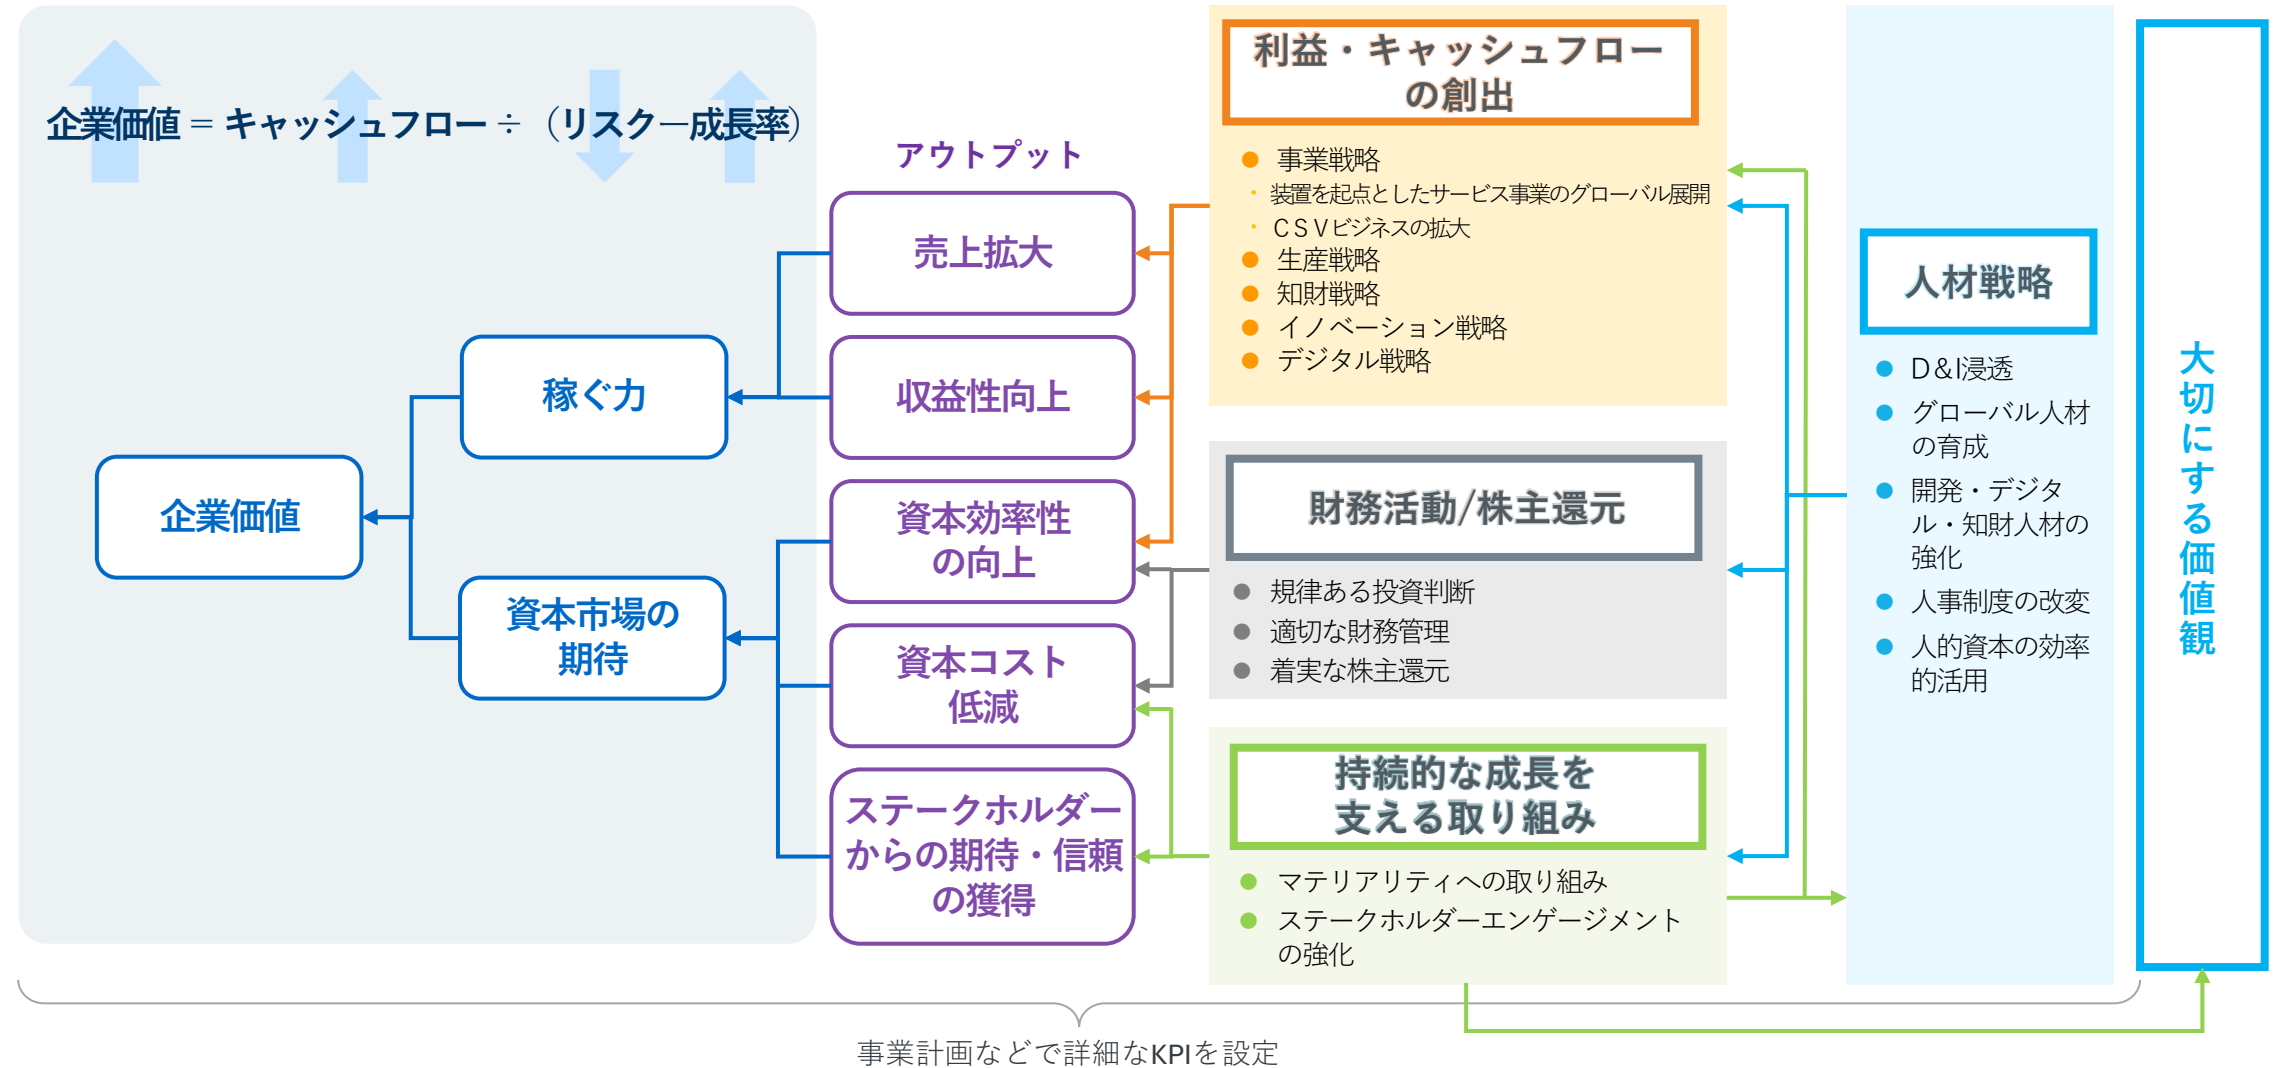 企業価値 = キャッシュフロー ÷ （リスク－成長率）
企業価値
稼ぐ力
資本市場の
期待
アウトプット
売上拡大
収益性向上
資本効率性
の向上
資本コスト
低減
ステークホルダー
からの期待・信頼
の獲得
利益・キャッシュフロー
の創出
● 事業戦略
・ 装置を起点としたサービス事業のグローバル展開
・ ＣＳＶビジネスの拡大
● 生産戦略
● 知財戦略
● イノベーション戦略
● デジタル戦略
財務活動/株主還元
● 規律ある投資判断
● 適切な財務管理
● 着実な株主還元
持続的な成長を
支える取り組み
● マテリアリティへの取り組み
● ステークホルダーエンゲージメント
の強化
人材戦略
● D＆I浸透
● グローバル人材
の育成
● 開発・デジタ
ル・知財人材の
強化
● 人事制度の改変
● 人的資本の効率
的活用
大切にする価値観
事業計画などで詳細なKPIを設定